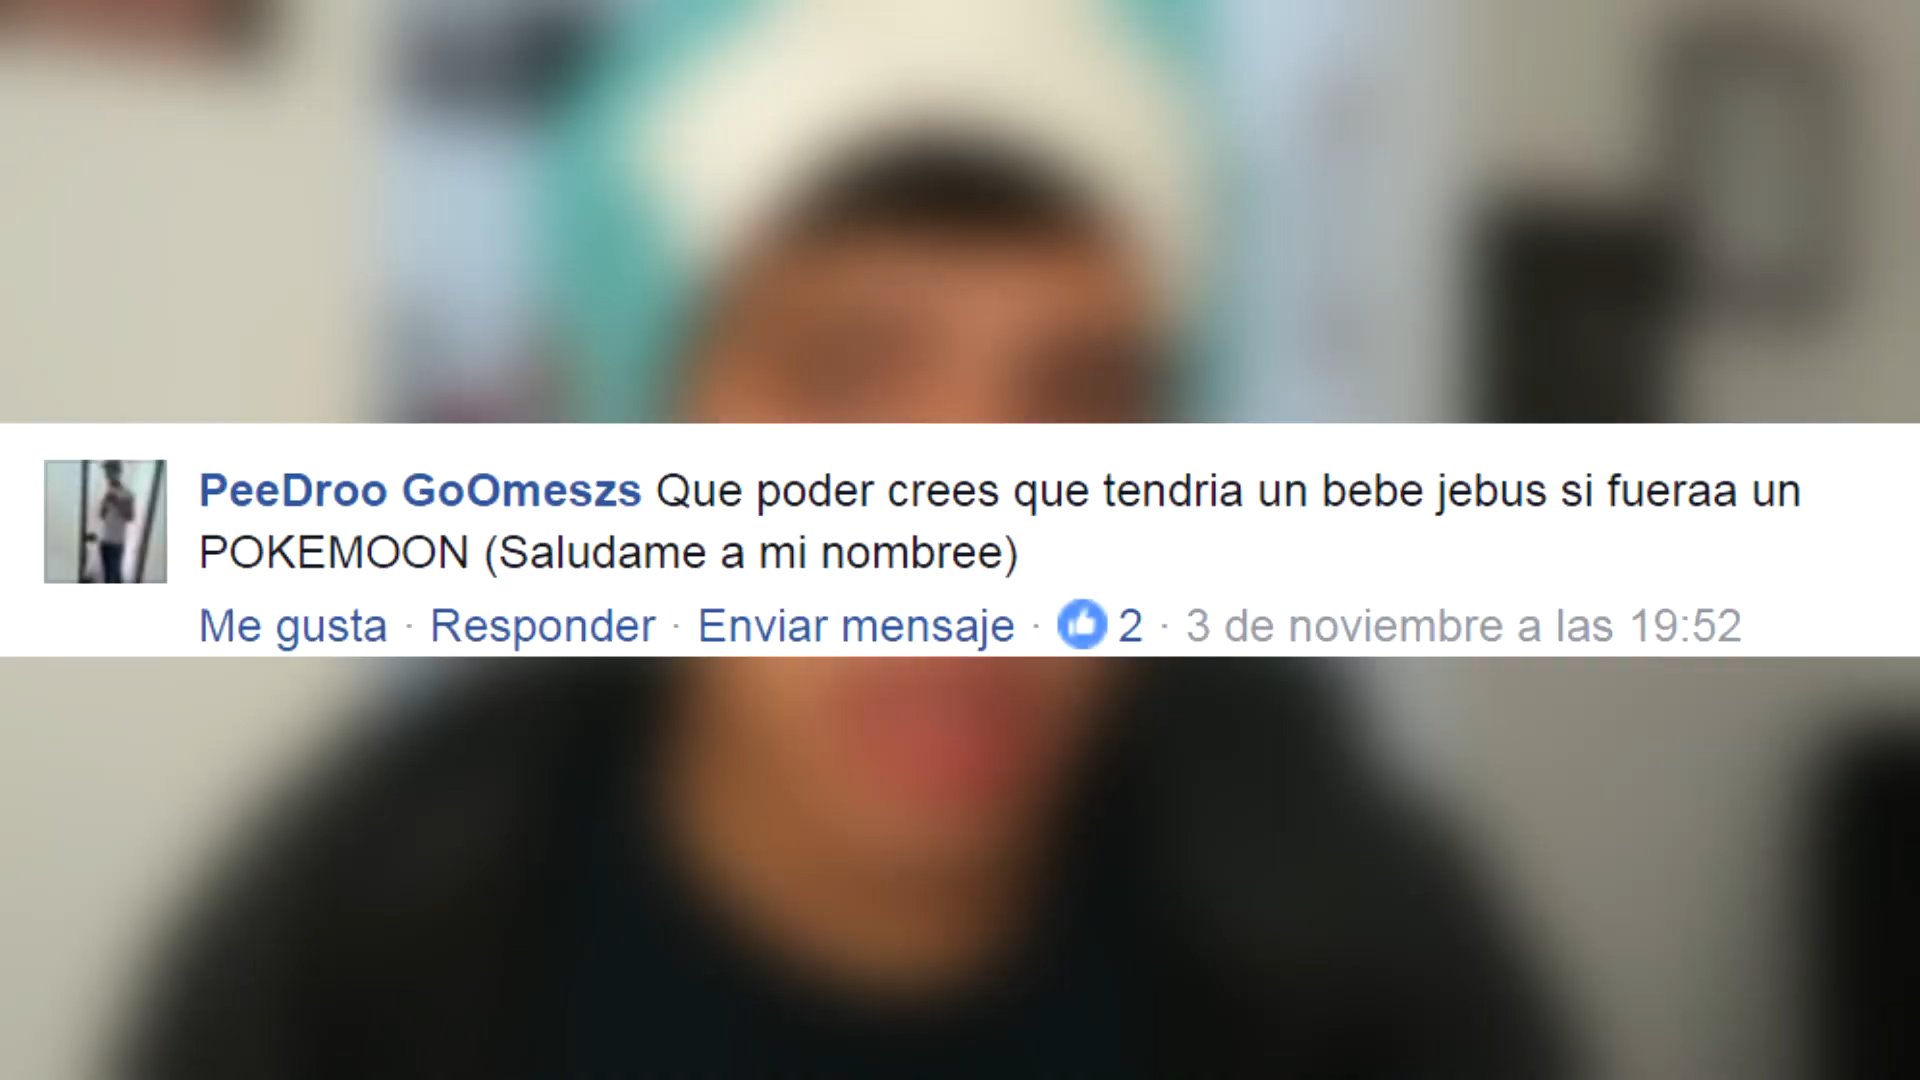 PeeDroo GoOmeszs Que poder crees que tendria un bebe jebus si fueraa un
POKEMOON (Saludame a mi nombree)
Me gusta · Responder · Enviar mensaje · 2 · 3 de noviembre a las 19:52